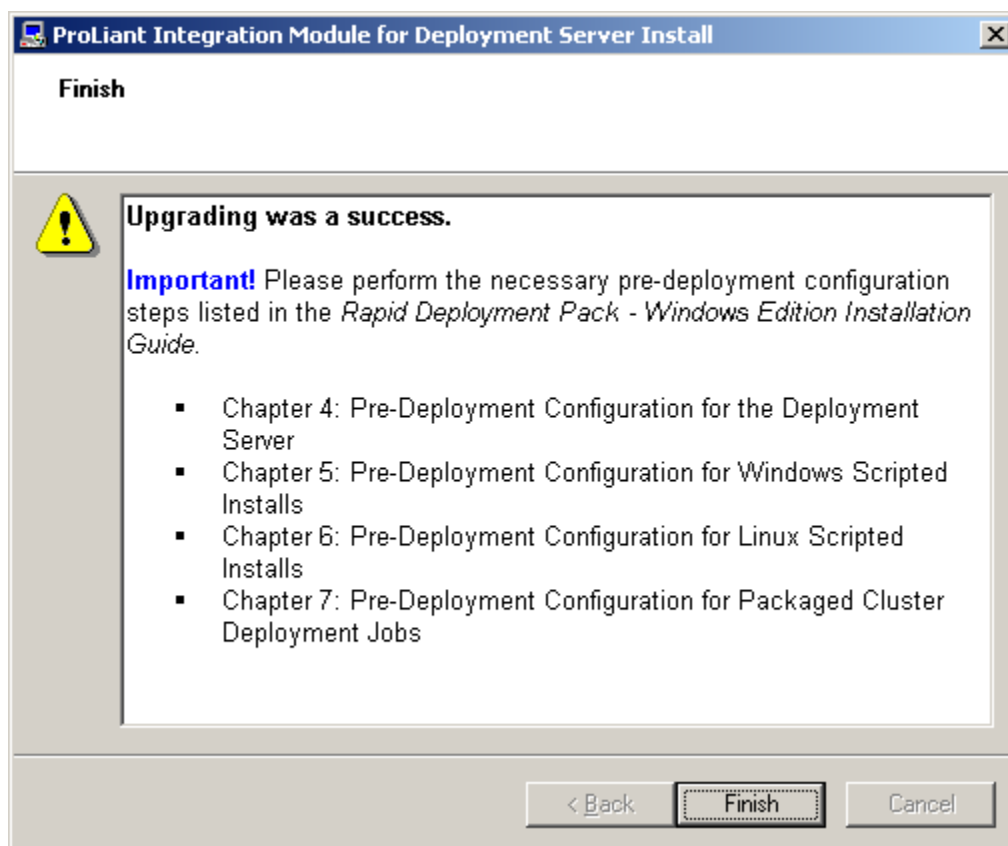 ProLiant Integration Module for Deployment Server Install
Finish
Upgrading was a success.
Important! Please perform the necessary pre-deployment configuration
steps listed in the Rapid Deployment Pack - Windows Edition Installation
Guide.
▪ Chapter 4: Pre-Deployment Configuration for the Deployment
Server
▪ Chapter 5: Pre-Deployment Configuration for Windows Scripted
Installs
▪ Chapter 6: Pre-Deployment Configuration for Linux Scripted
Installs
▪ Chapter 7: Pre-Deployment Configuration for Packaged Cluster
Deployment Jobs
< Back Finish Cancel